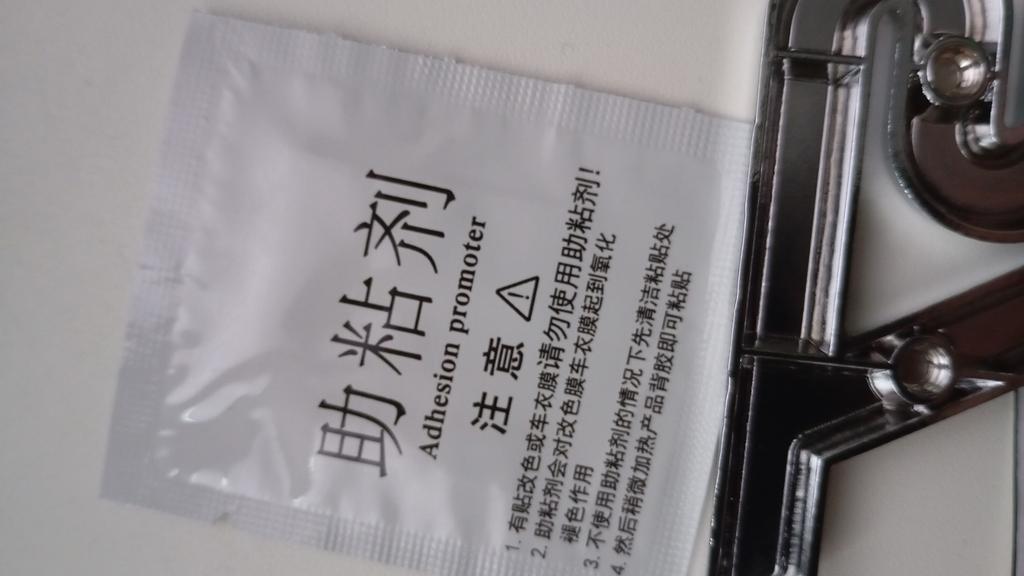 助粘剂
Adhesion promoter
注意
1. 有贴改色或车衣膜请勿使用助粘剂!
2. 助粘剂会对改色膜车衣膜起到氧化
褪色作用
3. 不使用助粘剂的情况下先清洁粘贴处
4. 然后稍微加热产品背胶即可粘贴